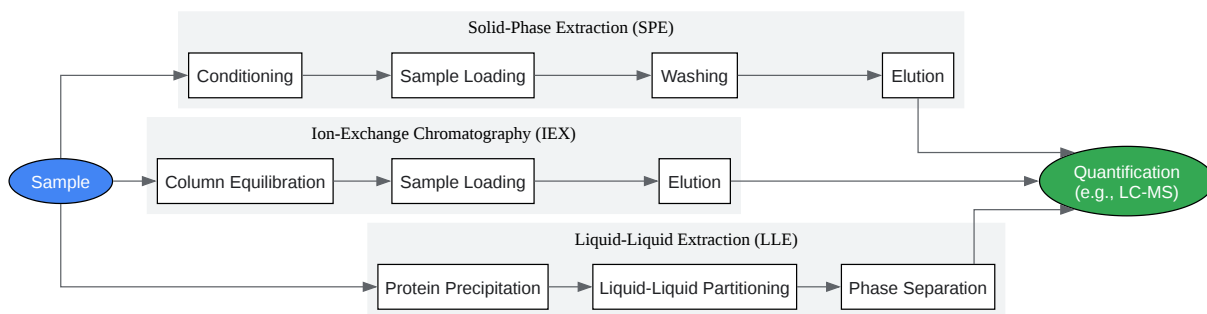 Solid-Phase Extraction (SPE)
Conditioning
Sample Loading
Washing
Elution
Ion-Exchange Chromatography (IEX)
Sample
Column Equilibration
Sample Loading
Elution
Quantification
(e.g., LC-MS)
Liquid-Liquid Extraction (LLE)
Protein Precipitation
Liquid-Liquid Partitioning
Phase Separation